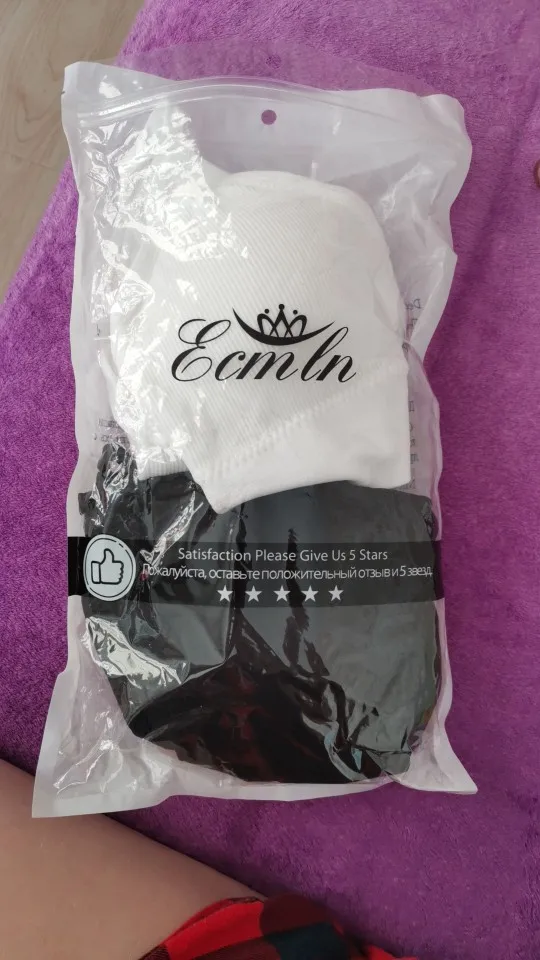 Ecmln
Satisfaction Please Give Us 5 Stars
Пожалуйста, оставьте положительный отзыв и 5 звезд.